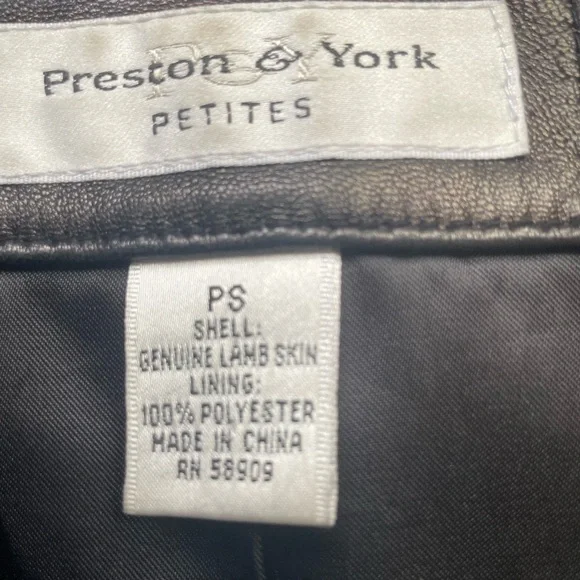 Preston & York
PETITES
PS
SHELL:
GENUINE LAMB SKIN
LINING:
100% POLYESTER
MADE IN CHINA
RN 58909